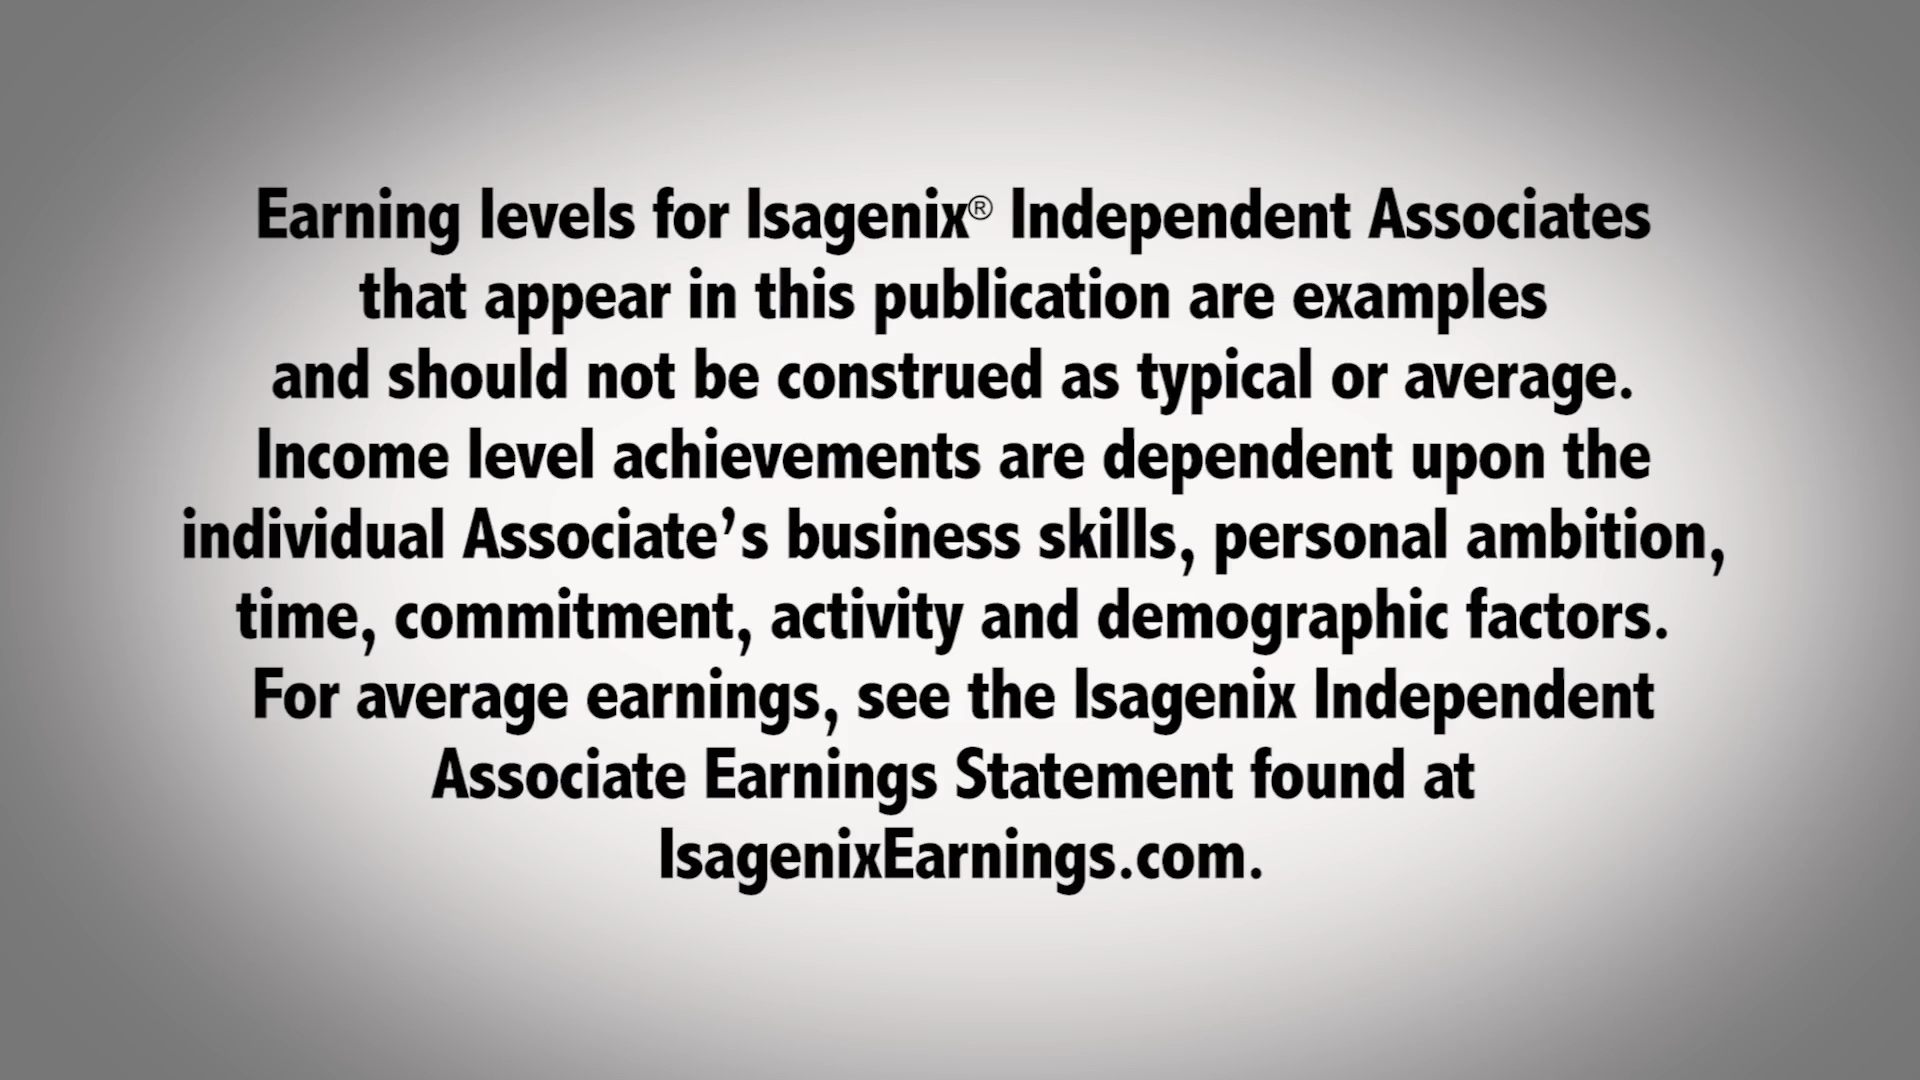 Earning levels for Isagenix® Independent Associates
that appear in this publication are examples
and should not be construed as typical or average.
Income level achievements are dependent upon the
individual Associate’s business skills, personal ambition,
time, commitment, activity and demographic factors.
For average earnings, see the Isagenix Independent
Associate Earnings Statement found at
IsagenixEarnings.com.